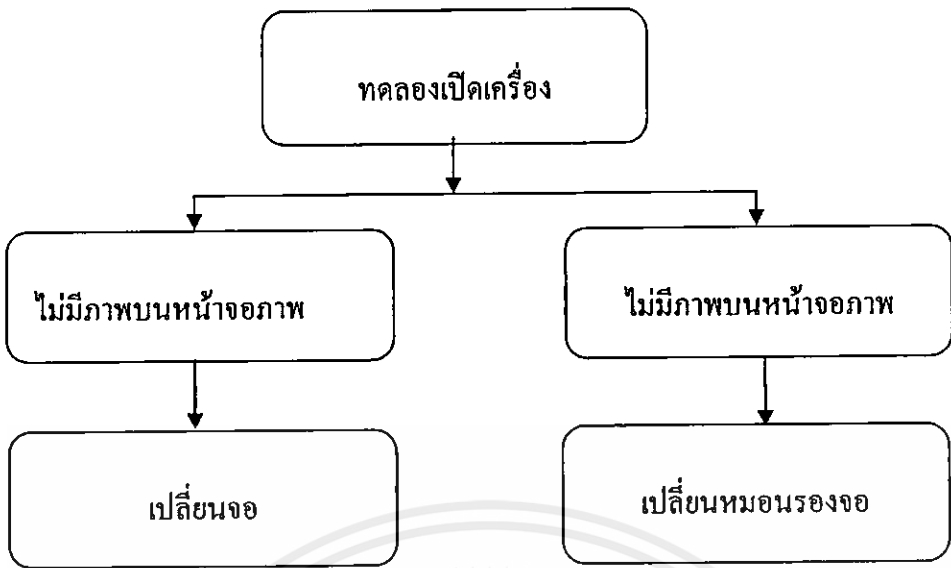 ทดลองเปิดเครื่อง
ไม่มีภาพบนหน้าจอภาพ
ไม่มีภาพบนหน้าจอภาพ
เปลี่ยนจอ
เปลี่ยนหมอนรองจอ